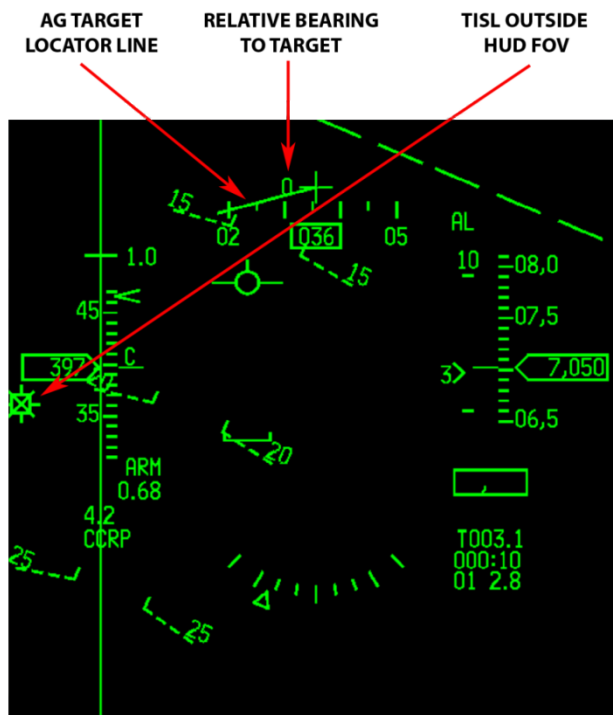 AG TARGET
LOCATOR LINE
RELATIVE BEARING
TO TARGET
TISL OUTSIDE
HUD FOV
0
15
02
036
05
AL
15
1.0
10
08,0
45
07,5
397
C
3
7,050
20
35
06,5
20
ARM
0.68
4.2
CCRP
,
T003.1
000:10
01 2.8
25
25